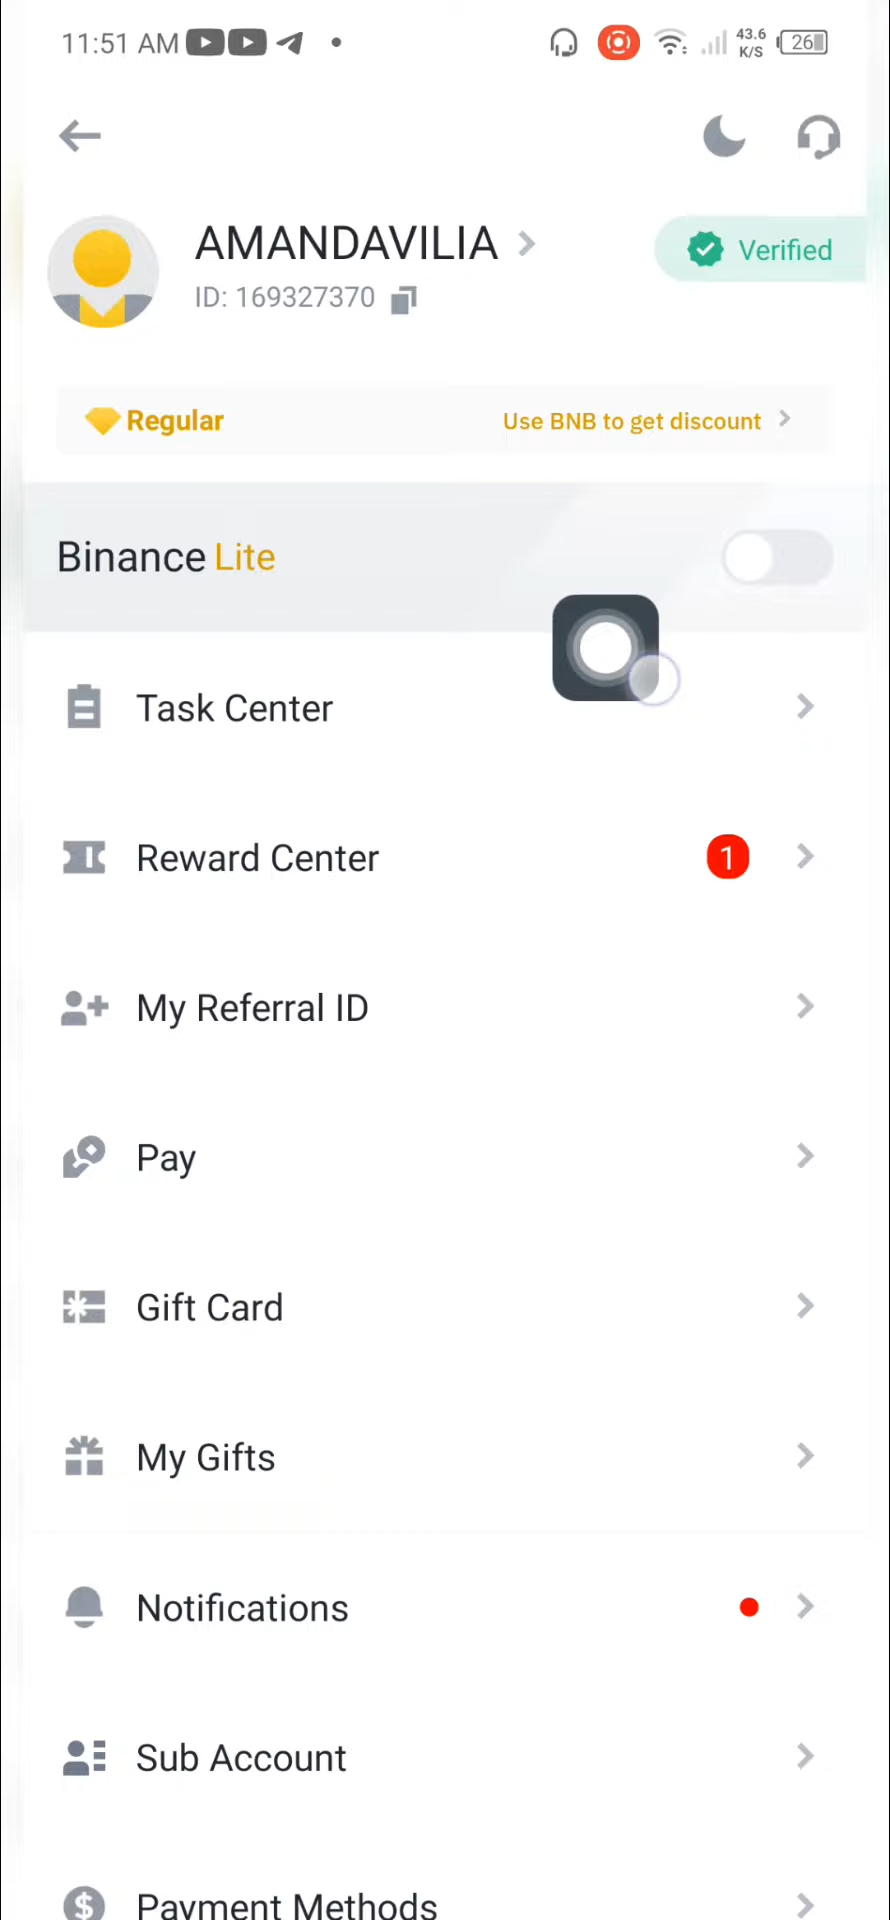 11:51 AM
43.6
K/S
26
AMANDAVILIA
ID: 169327370
Verified
Regular
Use BNB to get discount
Binance Lite
Task Center
Reward Center
1
My Referral ID
Pay
Gift Card
My Gifts
Notifications
Sub Account
Payment Methods